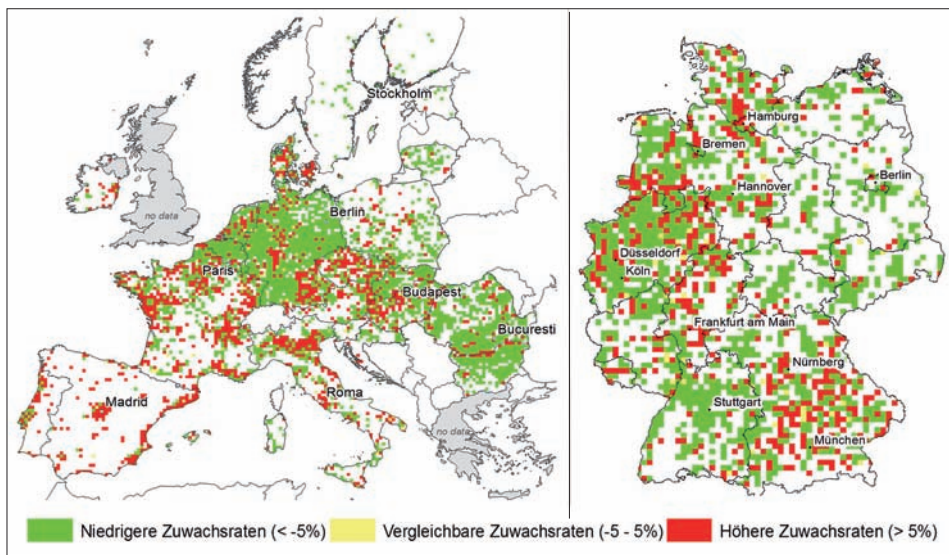 Stockholm
no data
Berlin
Paris
Budapest
Bucuresti
Madrid
Roma
no data
Hamburg
Bremen
Berlin
Hannover
Düsseldorf
Köln
Frankfurt am Main
Nürnberg
Stuttgart
München
Niedrigere Zuwachsraten (< -5%) Vergleichbare Zuwachsraten (-5 - 5%) Höhere Zuwachsraten (> 5%)